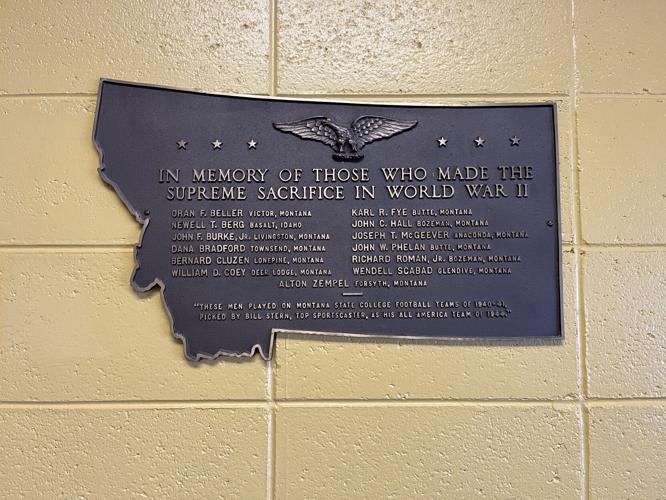 IN MEMORY OF THOSE WHO MADE THE
SUPREME SACRIFICE IN WORLD WAR II
ORAN F. BELLER VICTOR, MONTANA
NEWELL T. BERG BASALT, IDAHO
JOHN F. BURKE, JR. LIVINGSTON, MONTANA
DANA BRADFORD TOWNSEND, MONTANA
BERNARD CLUZEN LONEPINE, MONTANA
WILLIAM D. COEY DEER LODGE, MONTANA
KARL R. FYE BUTTE, MONTANA
JOHN C. HALL BOZEMAN, MONTANA
JOSEPH T. McGEEVER ANACONDA, MONTANA
JOHN W. PHELAN BUTTE, MONTANA
RICHARD ROMAN, JR. BOZEMAN, MONTANA
WENDELL SCABAD GLENDIVE, MONTANA
ALTON ZEMPEL FORSYTH, MONTANA
"THESE MEN PLAYED ON MONTANA STATE COLLEGE FOOTBALL TEAMS OF 1940-41,
PICKED BY BILL STERN, TOP SPORTSCASTER, AS HIS ALL AMERICA TEAM OF 1944."